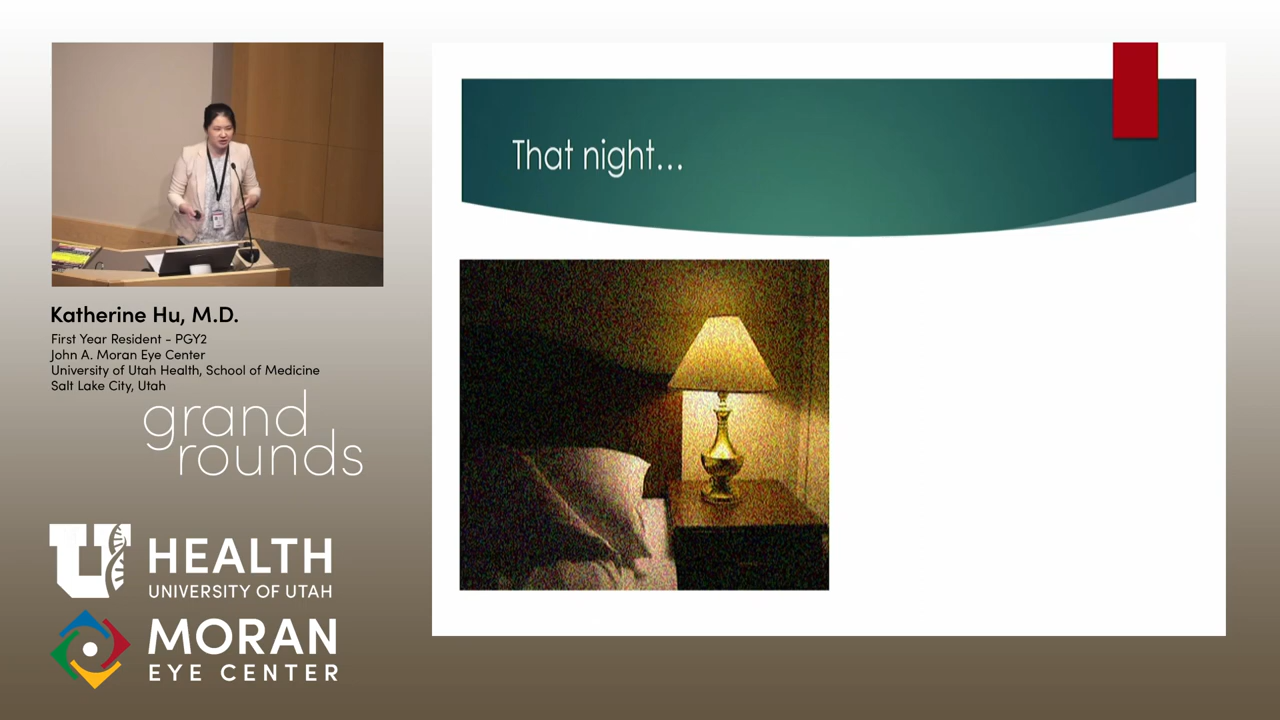 That night...
Katherine Hu, M.D.
First Year Resident - PGY2
John A. Moran Eye Center
University of Utah Health, School of Medicine
Salt Lake City, Utah
grand
rounds
U HEALTH
UNIVERSITY OF UTAH
MORAN
EYE CENTER